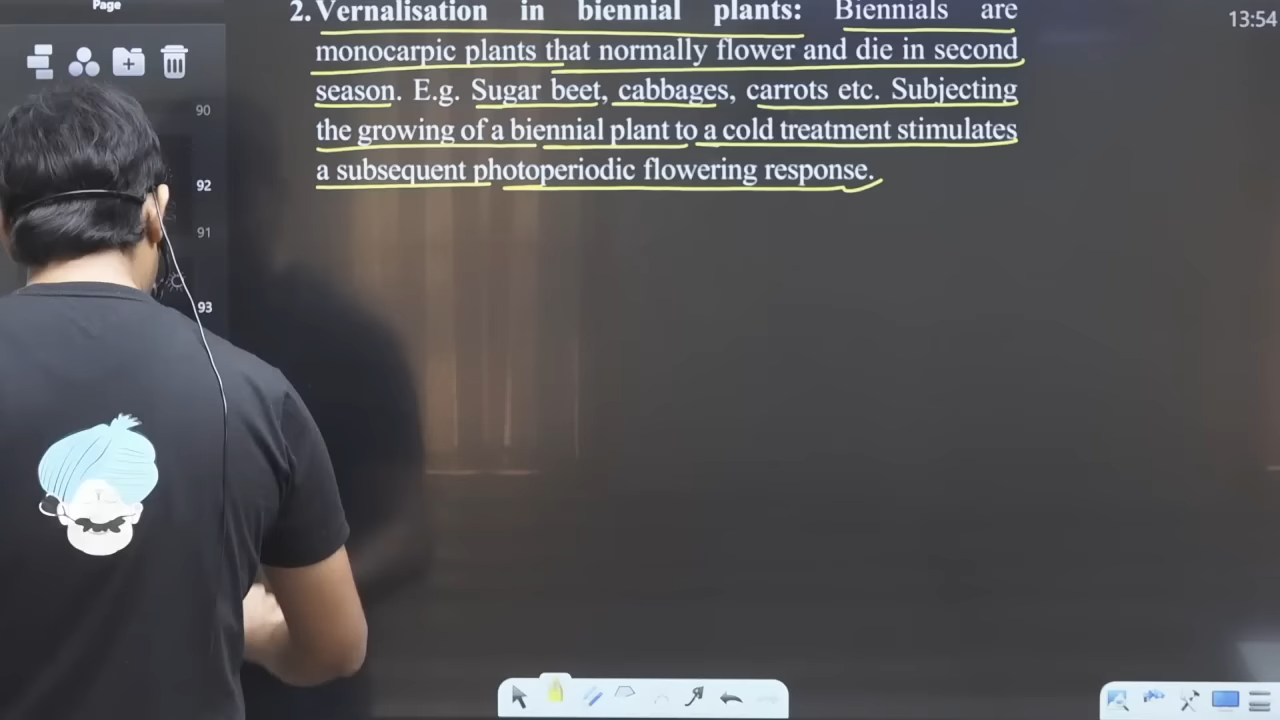 Page
13:54
2. Vernalisation in biennial plants: Biennials are
monocarpic plants that normally flower and die in second
season. E.g. Sugar beet, cabbages, carrots etc. Subjecting
the growing of a biennial plant to a cold treatment stimulates
a subsequent photoperiodic flowering response.
90
92
91
93